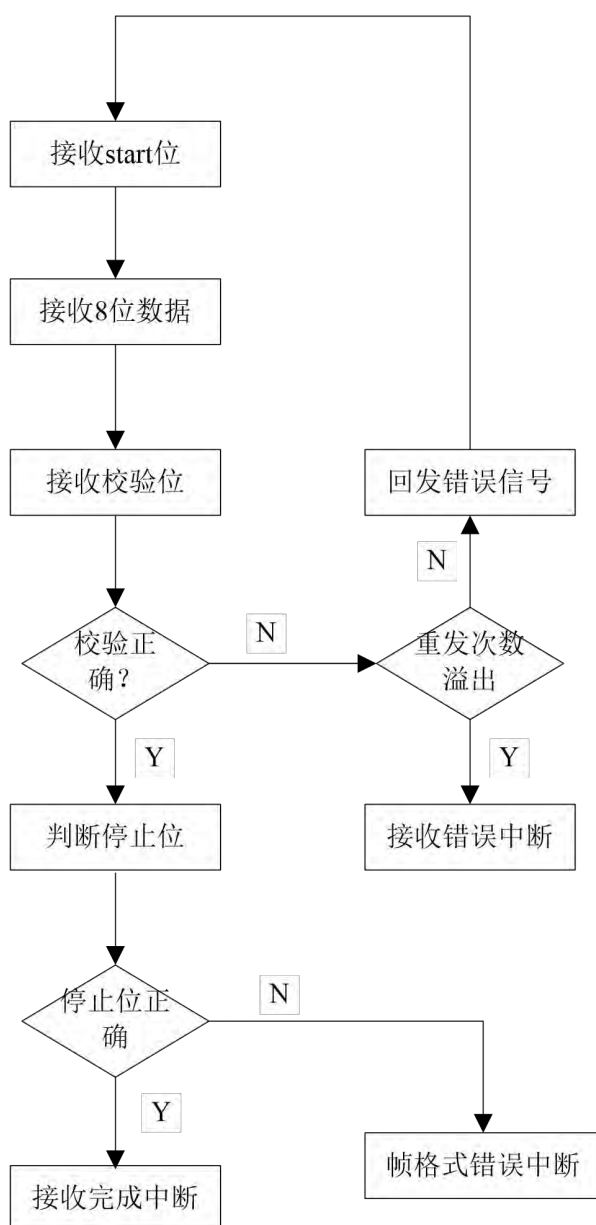 接收start位
接收8位数据
接收校验位
回发错误信号
N
校验正
确?
N
重发次数
溢出
Y
Y
判断停止位
接收错误中断
停止位正
确
N
Y
接收完成中断
帧格式错误中断